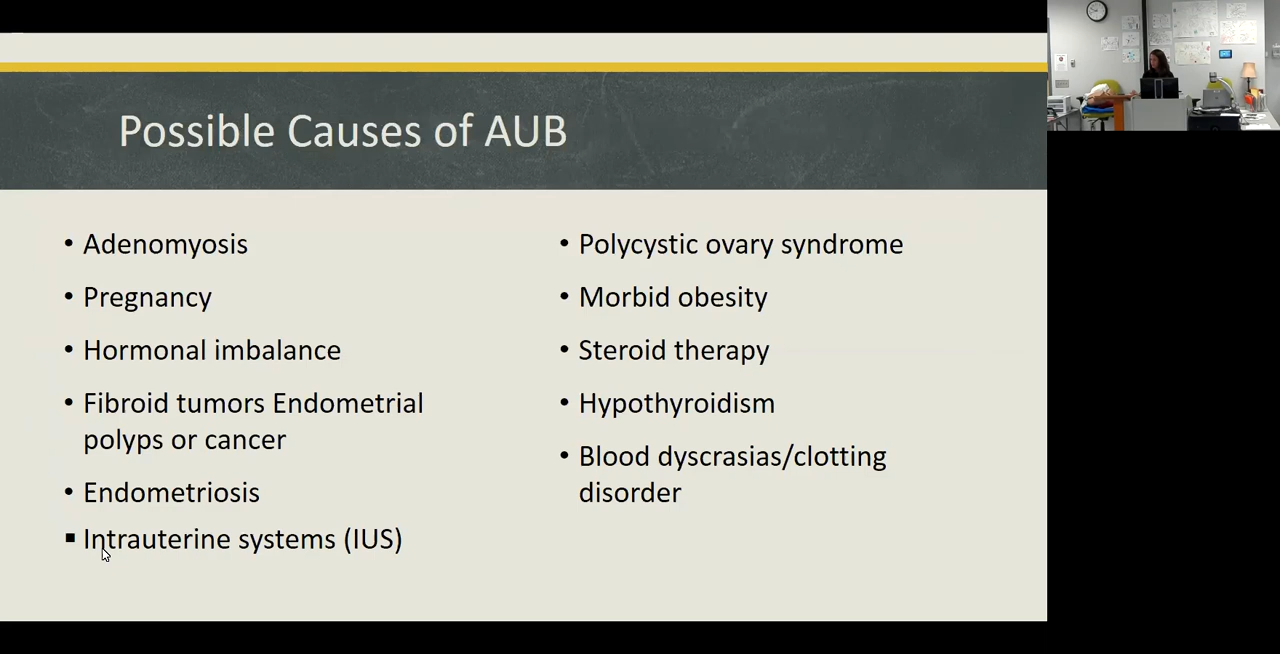 Possible Causes of AUB
• Adenomyosis
• Pregnancy
• Hormonal imbalance
• Fibroid tumors Endometrial
polyps or cancer
• Endometriosis
▪ Intrauterine systems (IUS)
• Polycystic ovary syndrome
• Morbid obesity
• Steroid therapy
• Hypothyroidism
• Blood dyscrasias/clotting
disorder